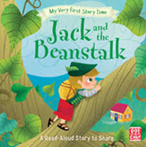 My Very First Story Time
Jack and the
Beanstalk
A Read-Aloud Story to Share